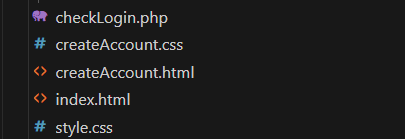 checkLogin.php
# createAccount.css
<> createAccount.html
<> index.html
# style.css